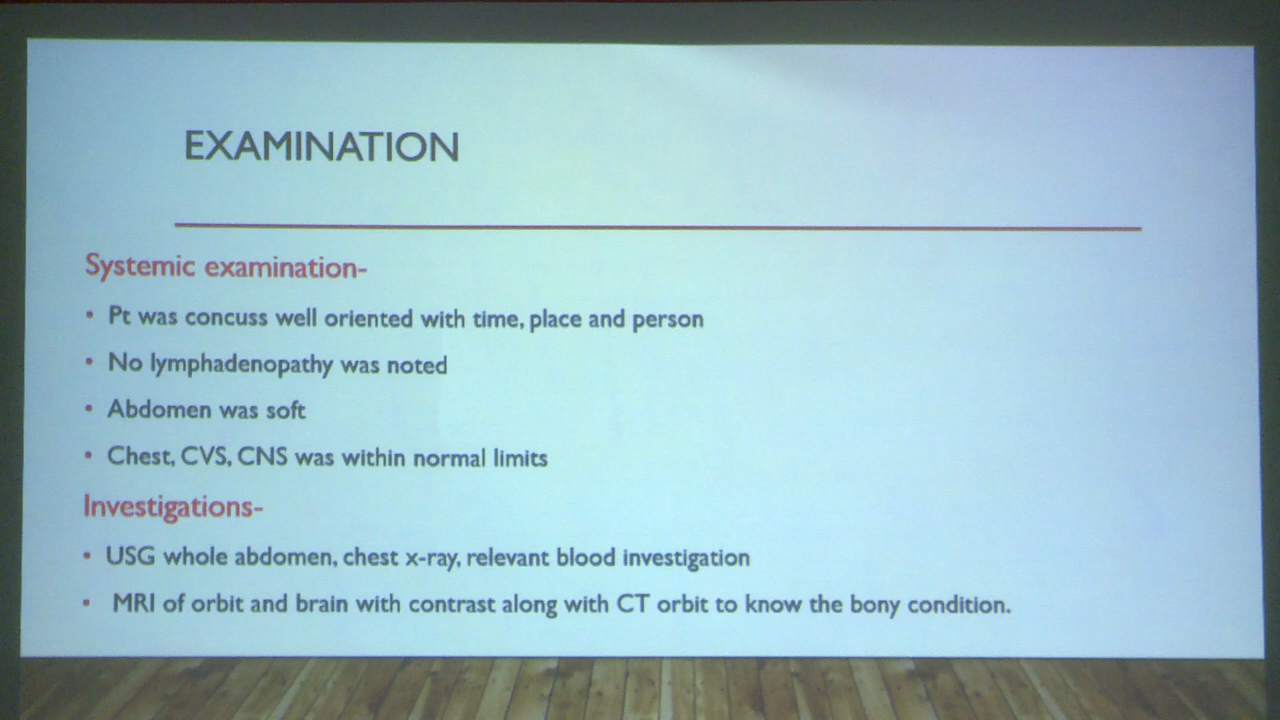 EXAMINATION
Systemic examination-
• Pt was concuss well oriented with time, place and person
• No lymphadenopathy was noted
• Abdomen was soft
• Chest, CVS, CNS was within normal limits
Investigations-
• USG whole abdomen, chest x-ray, relevant blood investigation
• MRI of orbit and brain with contrast along with CT orbit to know the bony condition.